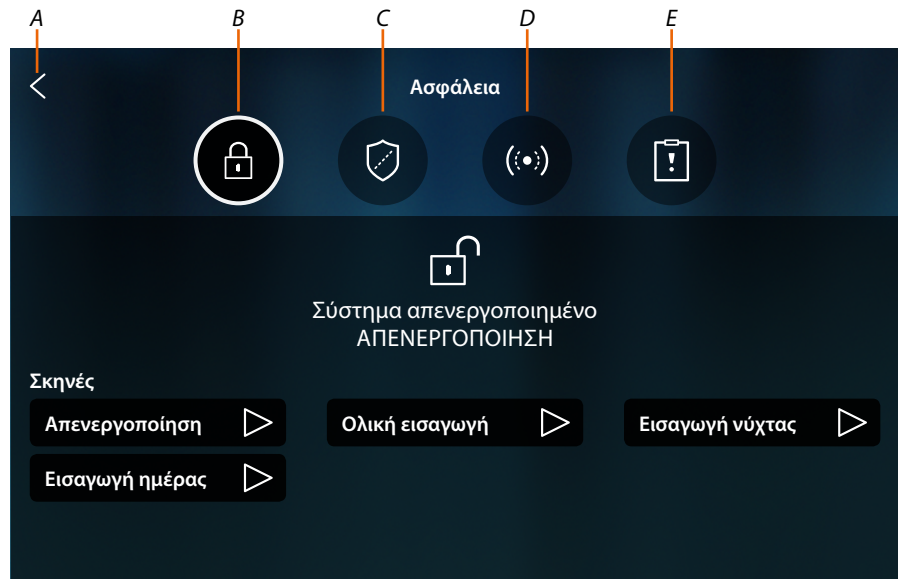 A B C D E
Ασφάλεια
Σύστημα απενεργοποιημένο
ΑΠΕΝΕΡΓΟΠΟΙΗΣΗ
Σκηνές
Απενεργοποίηση Ολική εισαγωγή Εισαγωγή νύχτας
Εισαγωγή ημέρας